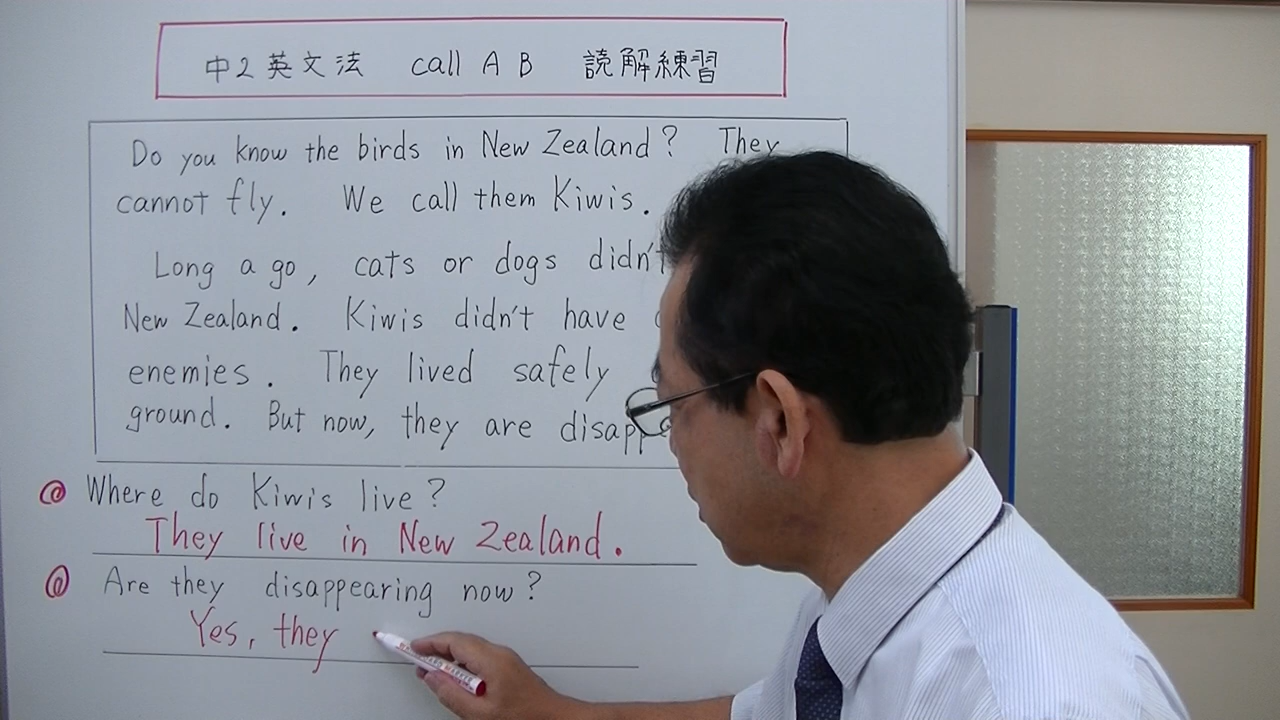 中2英文法 call A B 読解練習
Do you know the birds in New Zealand? They
cannot fly. We call them Kiwis.
Long a go, cats or dogs didn't
New Zealand. Kiwis didn't have
enemies. They lived safely
ground. But now, they are
Where do Kiwis live?
They live in New Zealand.
Are they disappearing now?
Yes, they